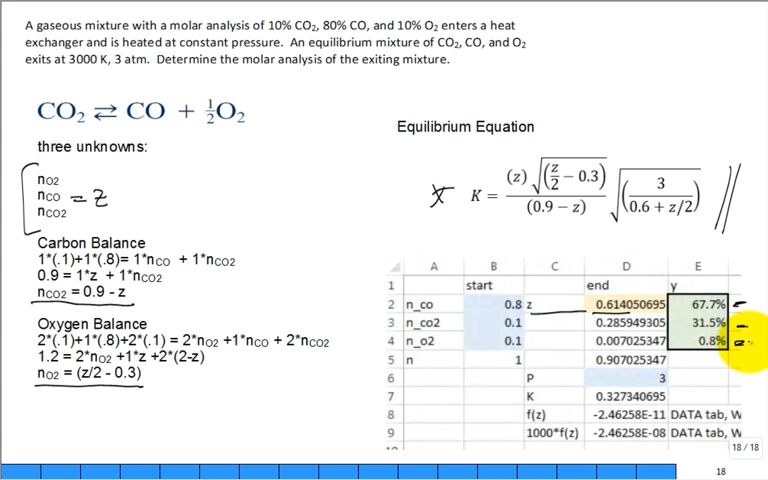 A gaseous mixture with a molar analysis of 10% CO₂, 80% CO, and 10% O₂ enters a heat
exchanger and is heated at constant pressure. An equilibrium mixture of CO₂, CO, and O₂
exits at 3000 K, 3 atm. Determine the molar analysis of the exiting mixture.
CO₂ ⇄ CO + ½O₂
three unknowns:
nO2
nCO = z
nCO2
Carbon Balance
1*(.1)+1*(.8)= 1*nCO + 1*nCO2
0.9 = 1*z + 1*nCO2
nCO2 = 0.9 - z
Oxygen Balance
2*(.1)+1*(.8)+2*(.1) = 2*nO2 +1*nCO + 2*nCO2
1.2 = 2*nO2 +1*z +2*(2-z)
nO2 = (z/2 - 0.3)
Equilibrium Equation
K = (z) √(z/2 − 0.3) / (0.9 − z) √(3 / (0.6 + z/2))
A B C D E
1 start end y
2 n_co 0.8 z 0.614050695 67.7%
3 n_co2 0.1 0.285949305 31.5%
4 n_o2 0.1 0.007025347 0.8%
5 n 1 0.907025347
6 P 3
7 K 0.327340695
8 f(z) -2.46258E-11 DATA tab, W
9 1000*f(z) -2.46258E-08 DATA tab, W
18 / 18
18